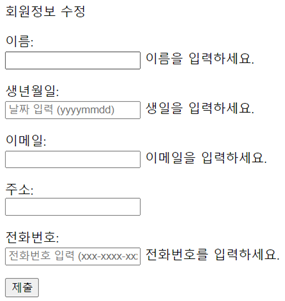 회원정보 수정
이름:
이름을 입력하세요.
생년월일:
날짜 입력 (yyyymmdd) 생일을 입력하세요.
이메일:
이메일을 입력하세요.
주소:
전화번호:
전화번호 입력 (xxx-xxxx-xx 전화번호를 입력하세요.
제출